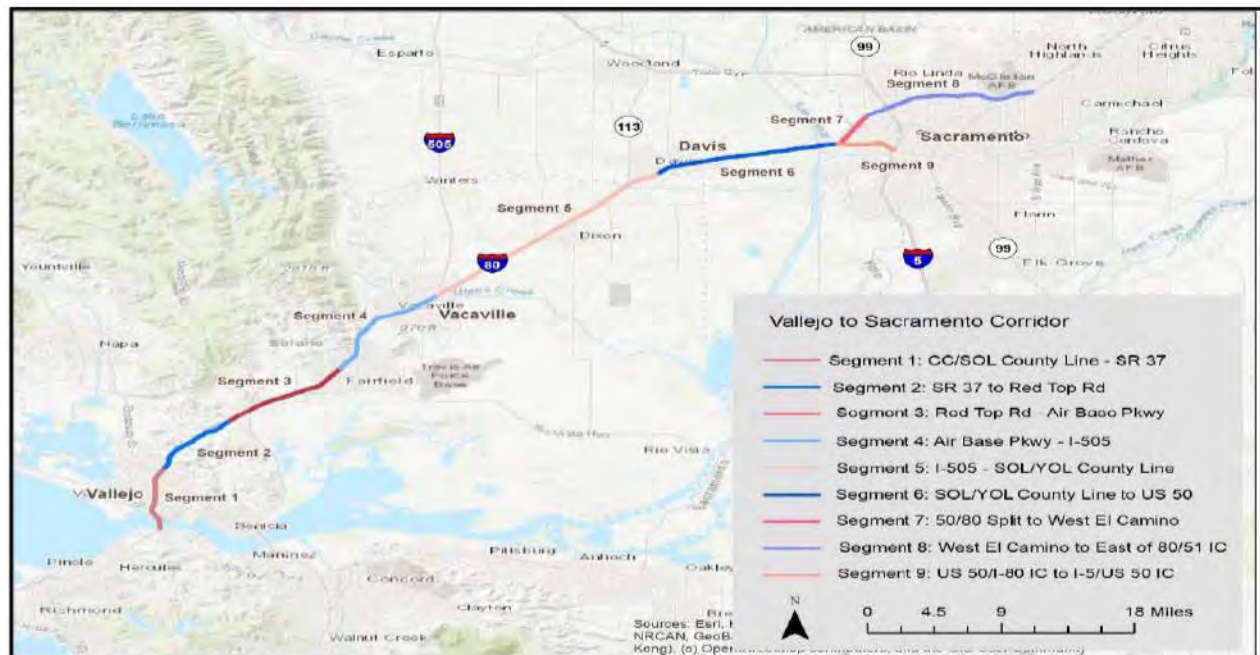 AMERICAN BASIN
99
North
Highlands
Citrus
Heights
Esparto
Woodland
Rio Linda
Segment 8
McClellan
AFB
Carmichael
Segment 7
113
Rancho
Cordova
505
Davis
Sacramento
Mather
AFB
Segment 6
Segment 9
Winters
Segment 5
Florin
Dixon
99
80
5
Elk Grove
Yountville
Vacaville
Vacaville
Segment 4
Napa
Segment 3
Fairfield
Travis Air
Force
Base
Rio Vista
Segment 2
Vallejo
Segment 1
Benicia
Pinole
Hercules
Martinez
Pittsburg
Antioch
Oakley
Concord
Richmond
Clayton
Walnut Creek
Vallejo to Sacramento Corridor
Segment 1: CC/SOL County Line - SR 37
Segment 2: SR 37 to Red Top Rd
Segment 3: Red Top Rd - Air Base Pkwy
Segment 4: Air Base Pkwy - I-505
Segment 5: I-505 - SOL/YOL County Line
Segment 6: SOL/YOL County Line to US 50
Segment 7: 50/80 Split to West El Camino
Segment 8: West El Camino to East of 80/51 IC
Segment 9: US 50/I-80 IC to I-5/US 50 IC
N
0 4.5 9 18 Miles
Sources: Esri,
NRCAN, GeoB
Kong), (c)